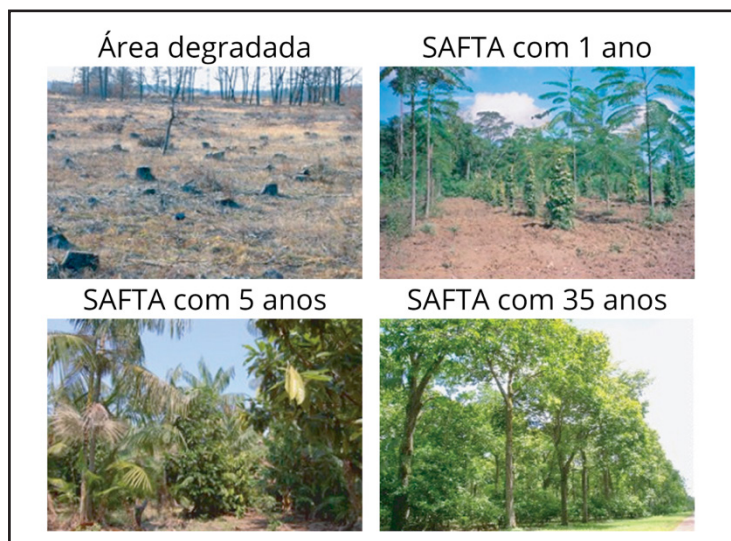 Área degradada
SAFTA com 1 ano
SAFTA com 5 anos
SAFTA com 35 anos